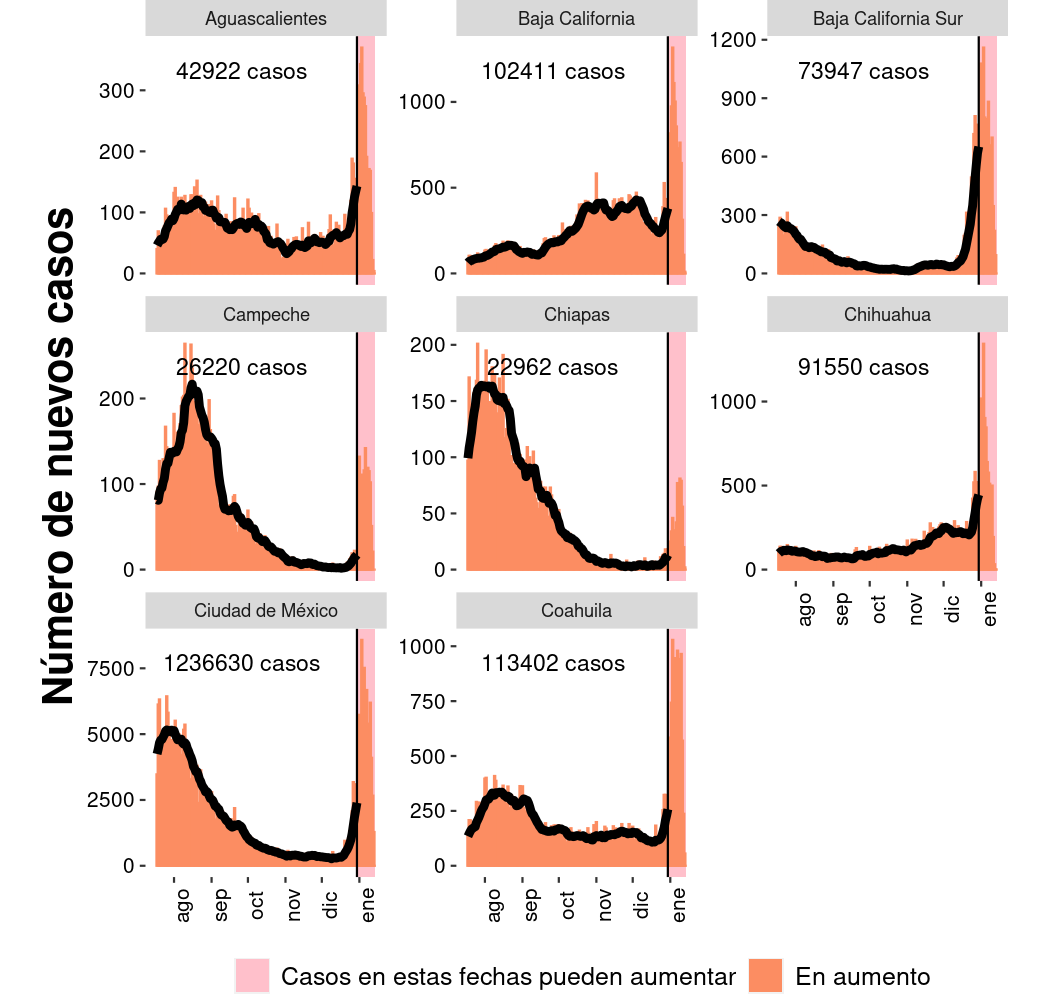 Número de nuevos casos
Aguascalientes
42922 casos
300
200
100
0
Baja California
102411 casos
1000
500
0
Baja California Sur
73947 casos
1200
900
600
300
0
Campeche
26220 casos
200
100
0
Chiapas
22962 casos
200
150
100
50
0
Chihuahua
91550 casos
1000
500
0
ago sep oct nov dic ene
Ciudad de México
1236630 casos
7500
5000
2500
0
ago sep oct nov dic ene
Coahuila
113402 casos
1000
750
500
250
0
ago sep oct nov dic ene
Casos en estas fechas pueden aumentar
En aumento